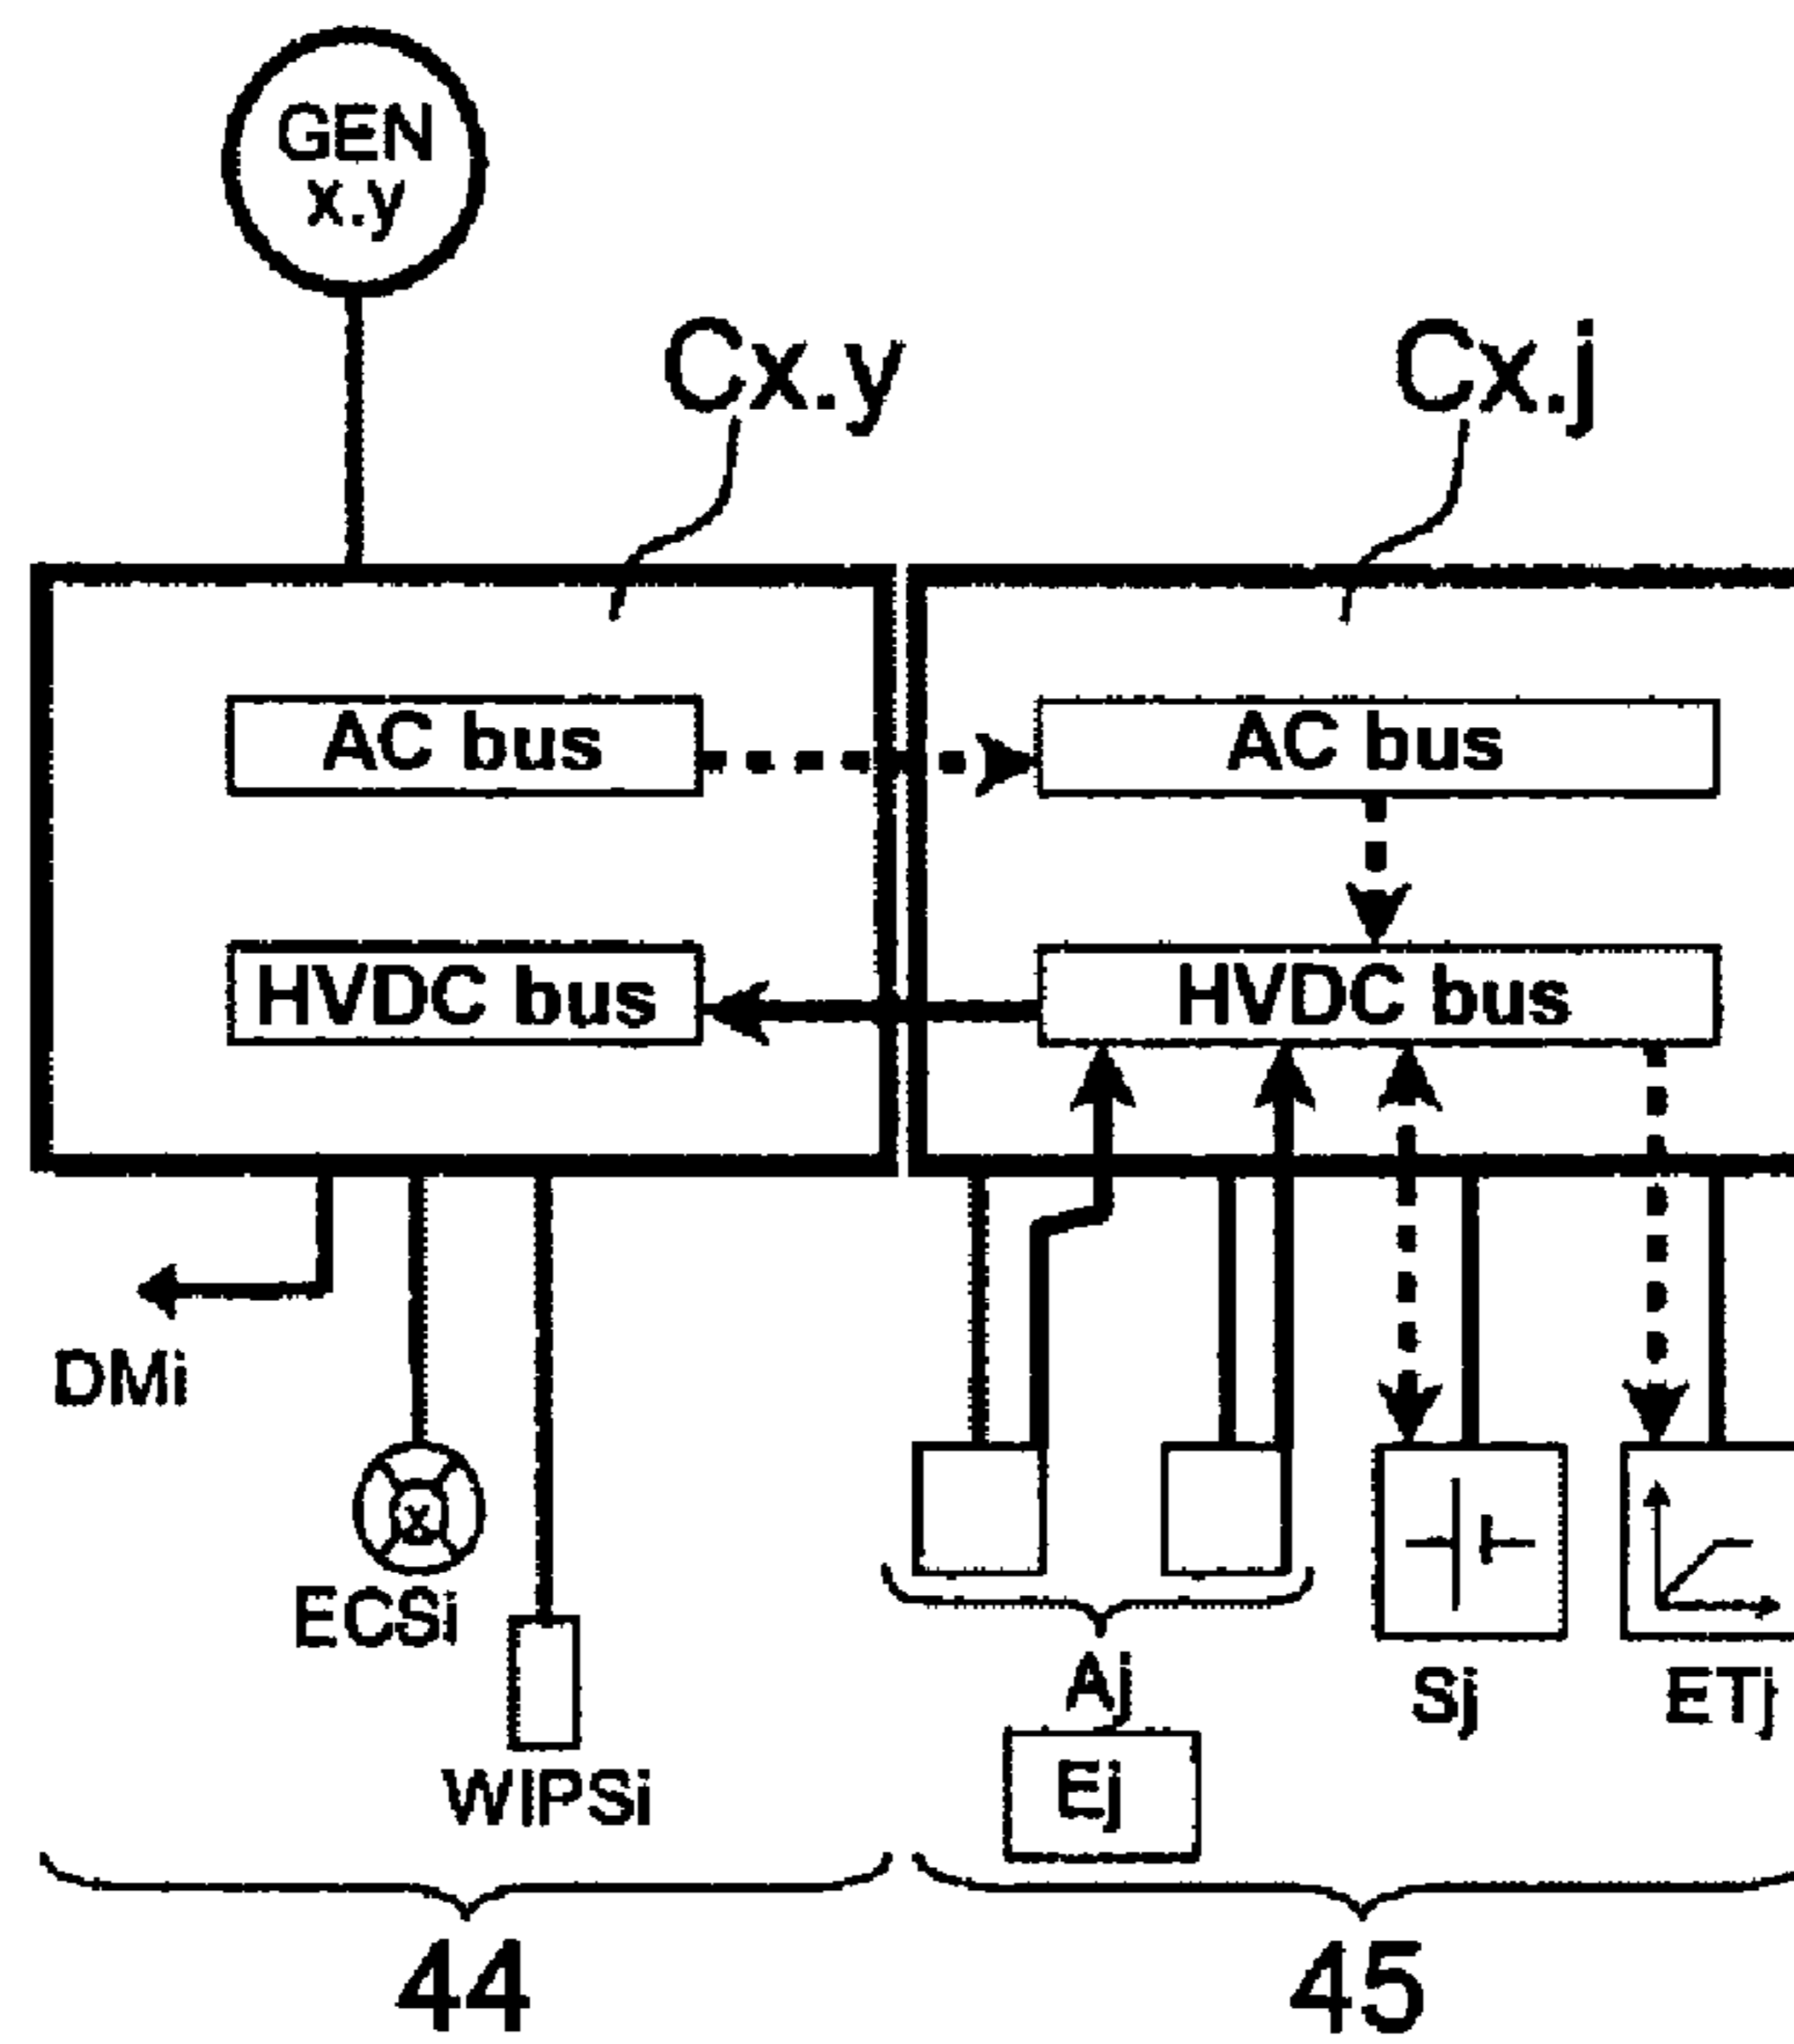 GEN
x.y
Cx.y
Cx.j
AC bus
AC bus
HVDC bus
HVDC bus
DMi
ECSi
WIPSi
Aj
Ej
Sj
ETj
44
45